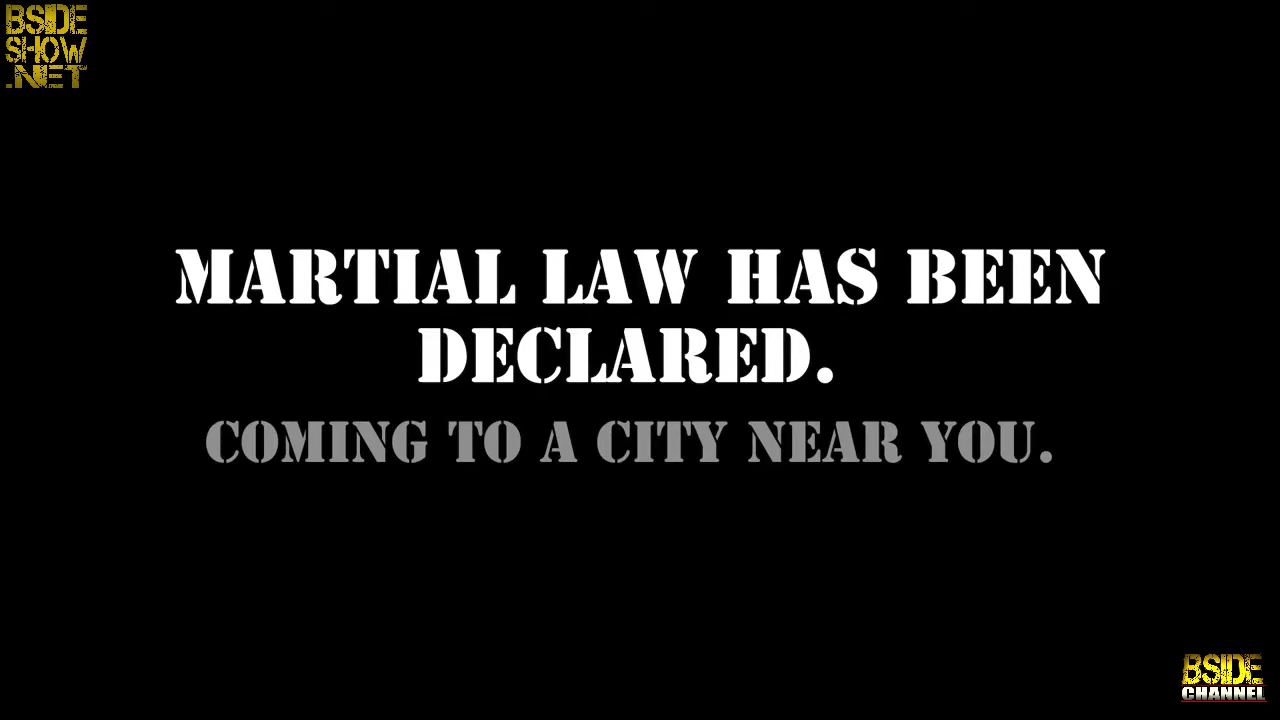 BSIDE
SHOW
.NET
MARTIAL LAW HAS BEEN
DECLARED.
COMING TO A CITY NEAR YOU.
BSIDE
CHANNEL